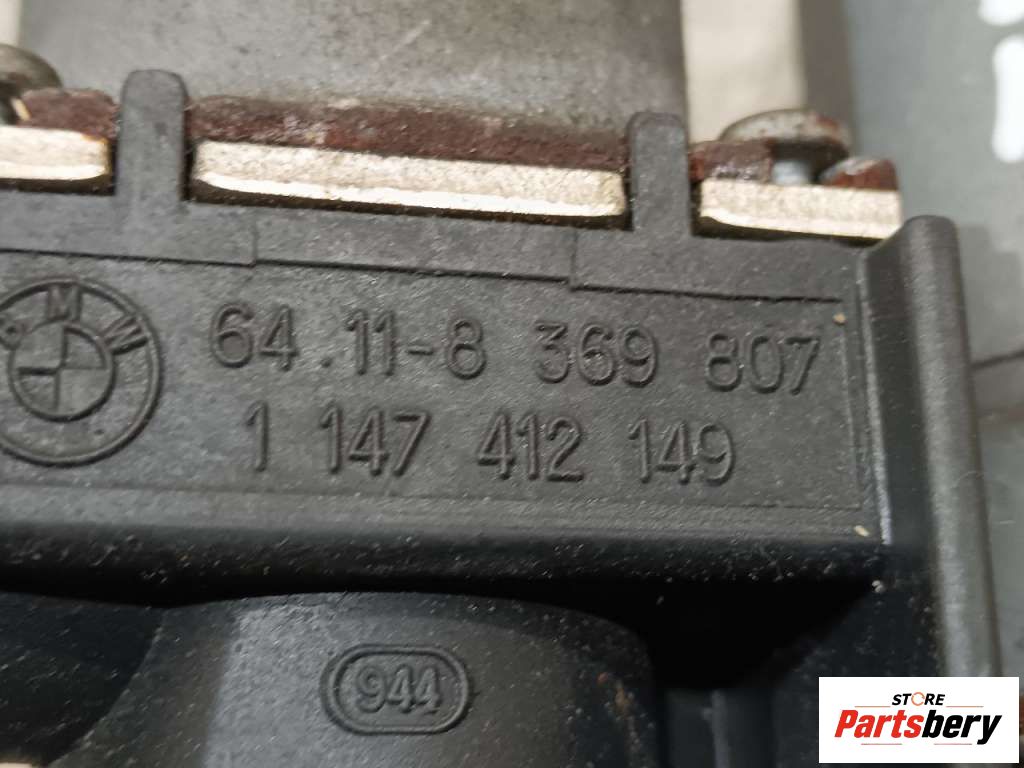 BMW
64.11-8 369 807
1 147 412 149
944
STORE
Partsbery